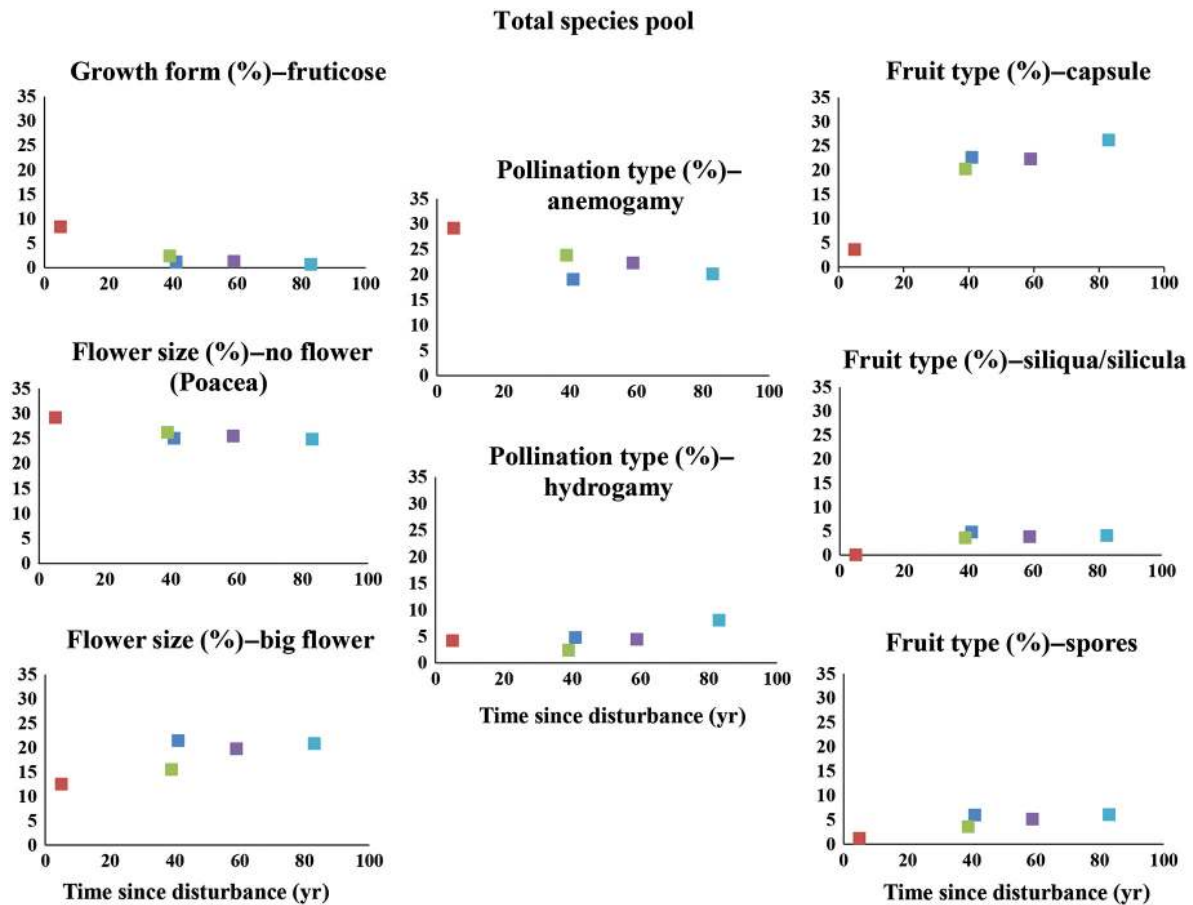 Total species pool
Growth form (%)–fruticose
35
30
25
20
15
10
5
0
0 20 40 60 80 100
Flower size (%)–no flower
(Poacea)
35
30
25
20
15
10
5
0
0 20 40 60 80 100
Flower size (%)–big flower
35
30
25
20
15
10
5
0
0 20 40 60 80 100
Time since disturbance (yr)
Pollination type (%)–
anemogamy
35
30
25
20
15
10
5
0
0 20 40 60 80 100
Pollination type (%)–
hydrogamy
35
30
25
20
15
10
5
0
0 20 40 60 80 100
Time since disturbance (yr)
Fruit type (%)–capsule
35
30
25
20
15
10
5
0
0 20 40 60 80 100
Fruit type (%)–siliqua/silicula
35
30
25
20
15
10
5
0
0 20 40 60 80 100
Fruit type (%)–spores
35
30
25
20
15
10
5
0
0 20 40 60 80 100
Time since disturbance (yr)